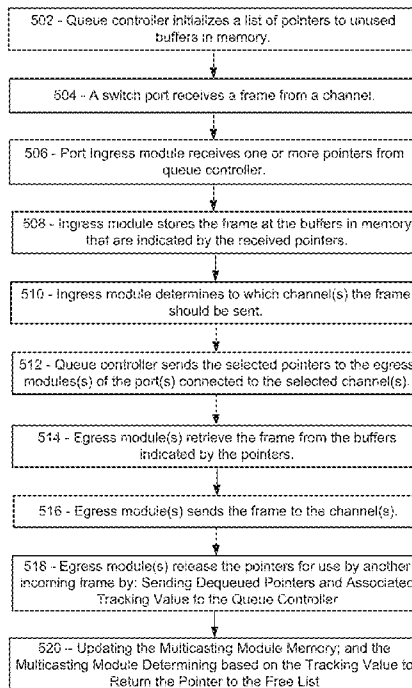 502 - Queue controller initializes a list of pointers to unused
buffers in memory.
504 - A switch port receives a frame from a channel.
506 - Port Ingress module receives one or more pointers from
queue controller.
508 - Ingress module stores the frame at the buffers in memory
that are indicated by the received pointers.
510 - Ingress module determines to which channel(s) the frame
should be sent.
512 - Queue controller sends the selected pointers to the egress
modules(s) of the port(s) connected to the selected channel(s).
514 - Egress module(s) retrieve the frame from the buffers
indicated by the pointers.
516 - Egress module(s) sends the frame to the channel(s).
518 - Egress module(s) release the pointers for use by another
incoming frame by: Sending Dequeued Pointers and Associated
Tracking Value to the Queue Controller
520 - Updating the Multicasting Module Memory; and the
Multicasting Module Determining based on the Tracking Value to
Return the Pointer to the Free List